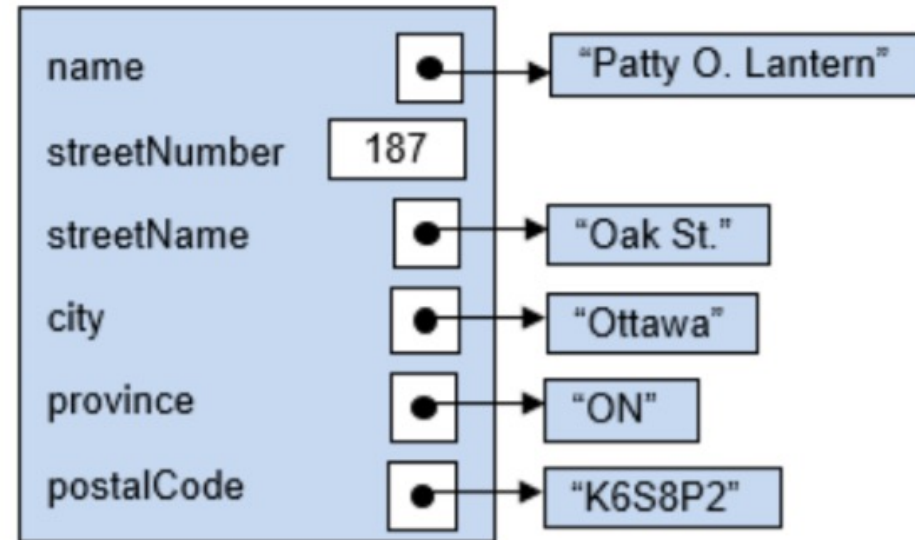 name “Patty O. Lantern”
streetNumber 187
streetName “Oak St.”
city “Ottawa”
province “ON”
postalCode “K6S8P2”